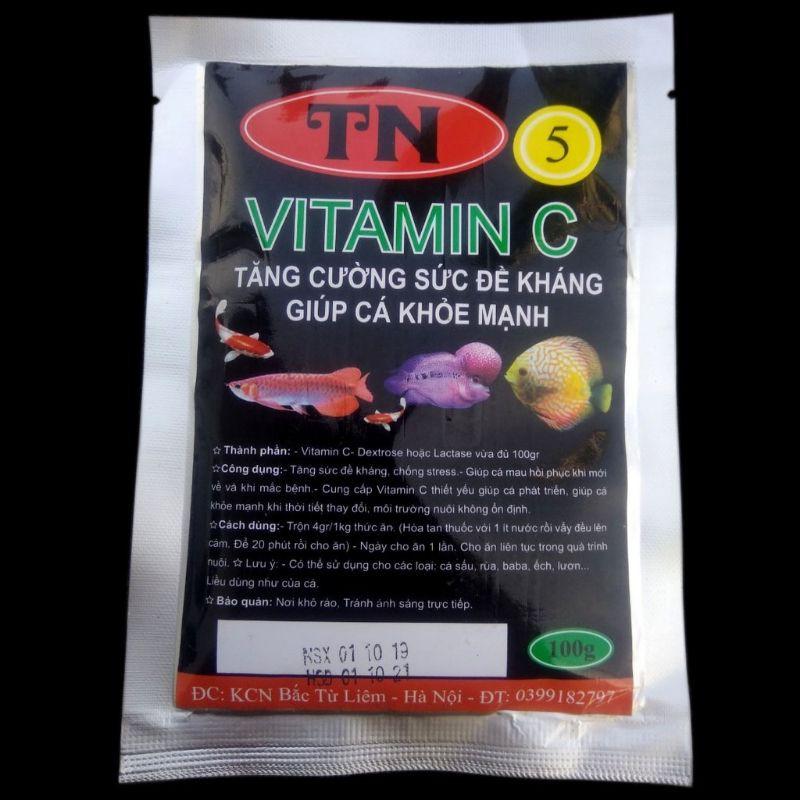 TN
5
VITAMIN C
TĂNG CƯỜNG SỨC ĐỀ KHÁNG
GIÚP CÁ KHỎE MẠNH
☆ Thành phần: - Vitamin C- Dextrose hoặc Lactase vừa đủ 100gr
☆Công dụng:- Tăng sức đề kháng, chống stress.- Giúp cá mau hồi phục khi mới
về và khi mắc bệnh.- Cung cấp Vitamin C thiết yếu giúp cá phát triển, giúp cá
khỏe mạnh khi thời tiết thay đổi, môi trường nuôi không ổn định.
☆Cách dùng:- Trộn 4gr/1kg thức ăn. (Hòa tan thuốc với 1 ít nước rồi vẩy đều lên
cám. Để 20 phút rồi cho ăn) - Ngày cho ăn 1 lần. Cho ăn liên tục trong quá trình
nuôi. ☆ Lưu ý: - Có thể sử dụng cho các loại: cá sấu, rùa, baba, ếch, lươn...
Liều dùng như của cá.
☆ Bảo quản: Nơi khô ráo, Tránh ánh sáng trực tiếp.
NSX 01 10 19
HSD 01 10 21
100g
ĐC: KCN Bắc Từ Liêm - Hà Nội - ĐT: 0399182797